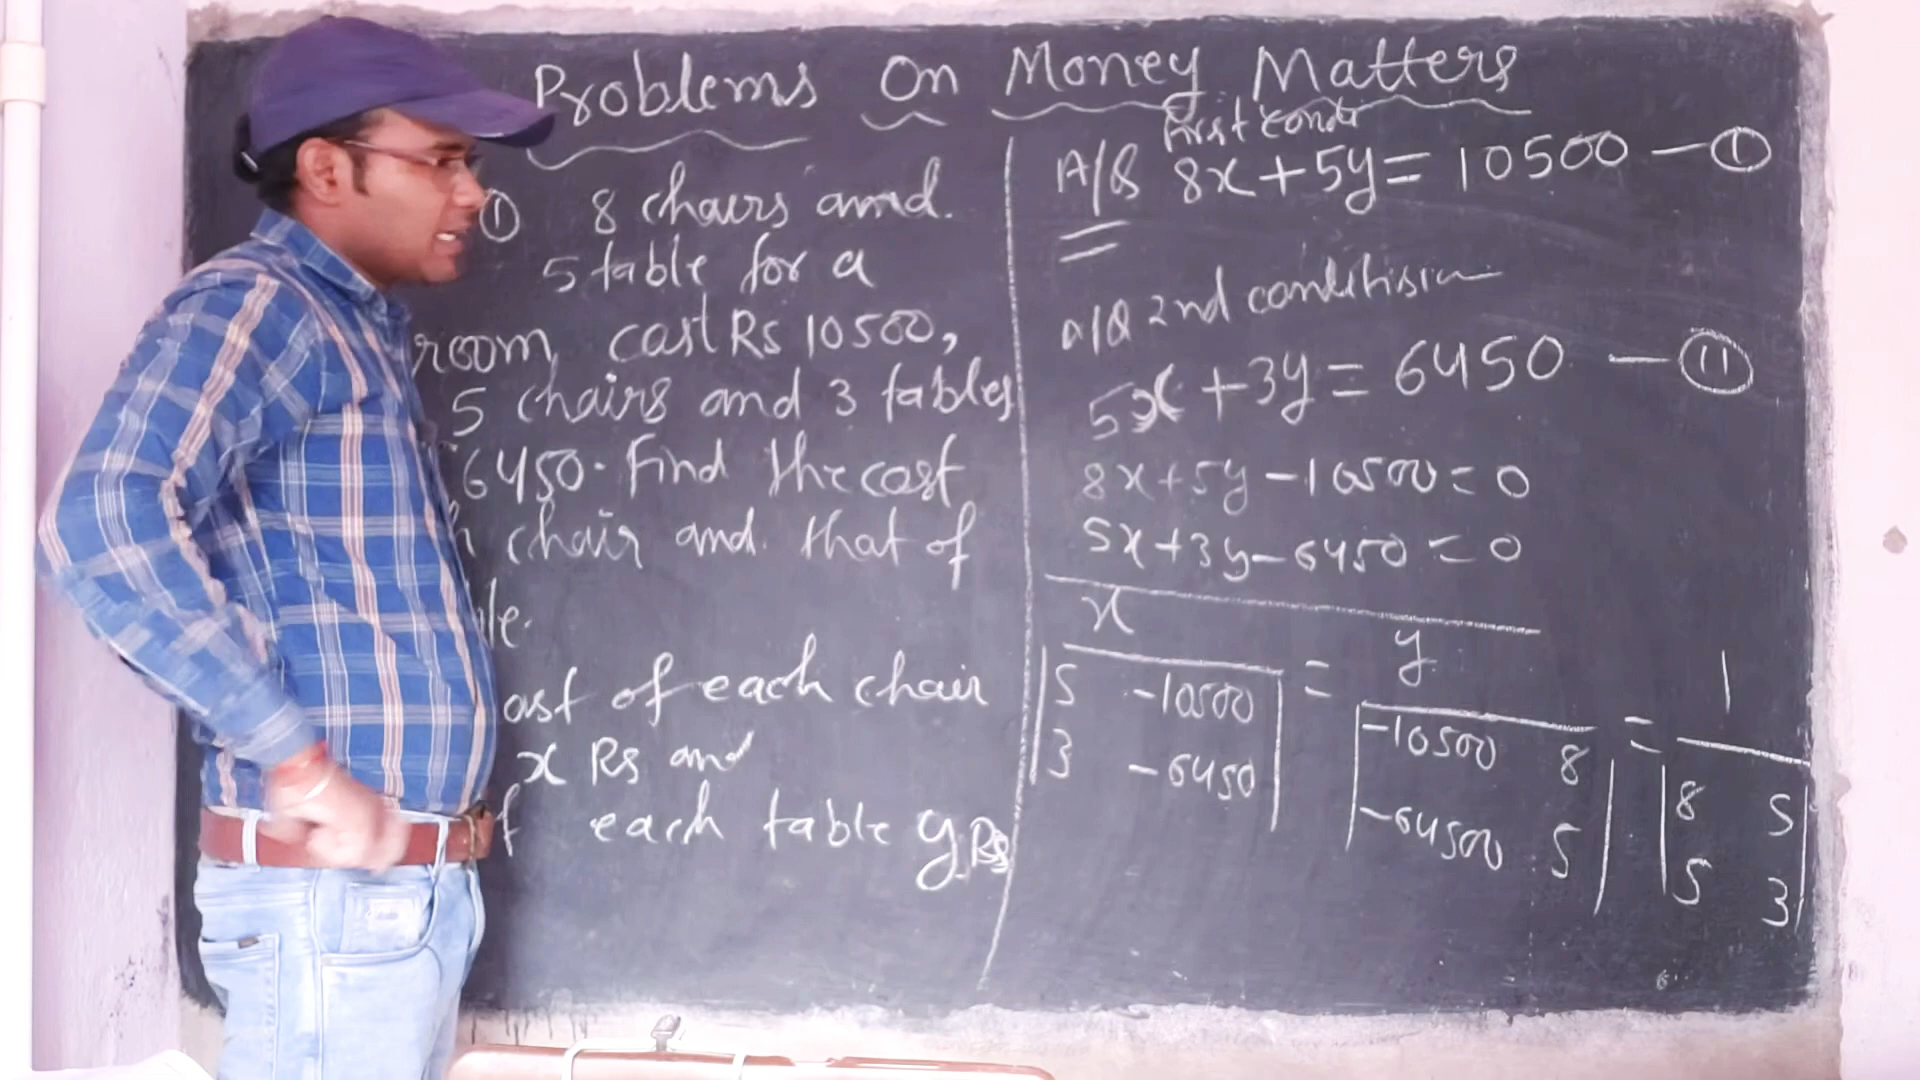 Problems On Money Matters
① 8 chairs and.
5 table for a
room, cost Rs 10500,
5 chairs and 3 tables
6450. Find the cost
h chair and. that of
le.
ost of each chair
x Rs and
f each table y Rs
First condi
A/Q 8x+5y= 10500 — ①
a/Q 2nd
5x +3y= 6450 — ⑪
8x+5y -10500 = 0
5x+3y-6450 = 0
x = y = 1
5 -10500 -10500 8 8 5
3 -6450 -64500 5 5 3